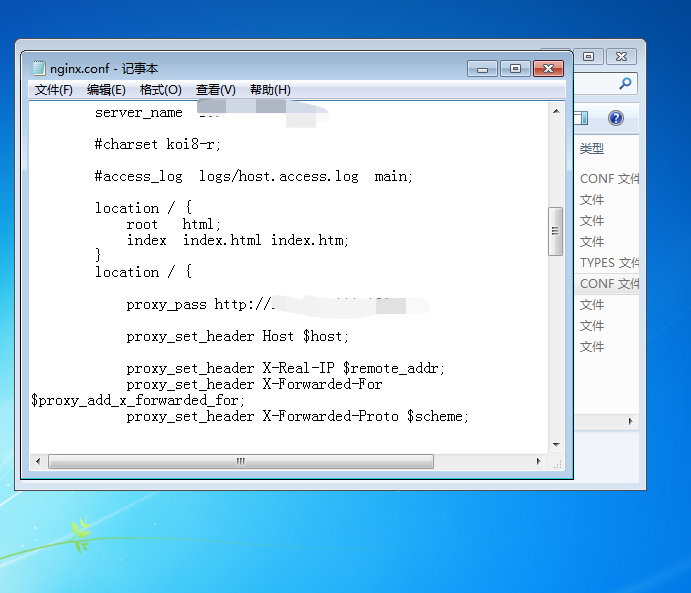 nginx.conf - 记事本
文件(F) 编辑(E) 格式(O) 查看(V) 帮助(H)
server_name
#charset koi8-r;
#access_log  logs/host.access.log  main;
location / {
root   html;
index  index.html index.htm;
}
location / {
proxy_pass http://
proxy_set_header Host $host;
proxy_set_header X-Real-IP $remote_addr;
proxy_set_header X-Forwarded-For
$proxy_add_x_forwarded_for;
proxy_set_header X-Forwarded-Proto $scheme;
类型
CONF 文件
文件
文件
文件
TYPES 文件
CONF 文件
文件
文件
文件